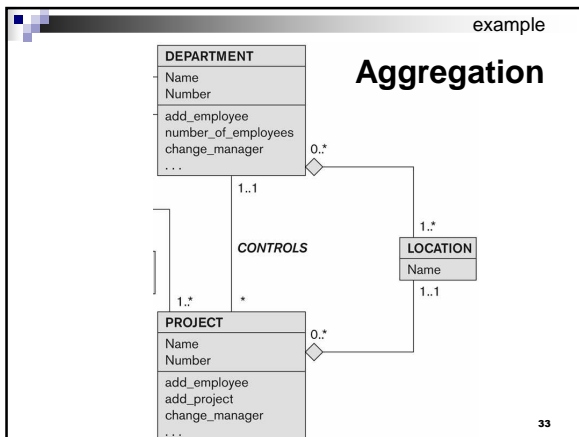 example
Aggregation
DEPARTMENT
Name
Number
add_employee
number_of_employees
change_manager
. . .
0..*
1..1
1..*
CONTROLS
LOCATION
Name
1..1
1..*
*
PROJECT
Name
Number
0..*
add_employee
add_project
change_manager
. . .
33